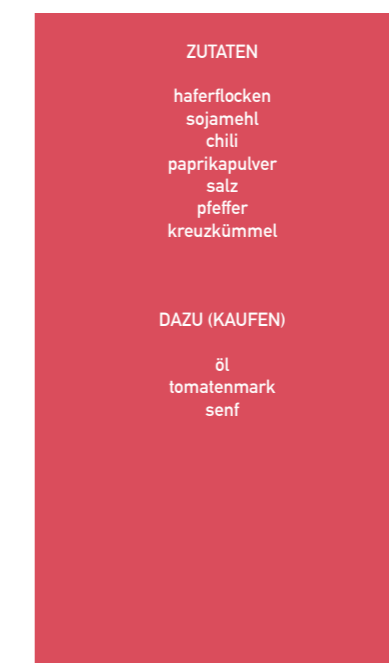 ZUTATEN
haferflocken
sojamehl
chili
paprikapulver
salz
pfeffer
kreuzkümmel
DAZU (KAUFEN)
öl
tomatenmark
senf